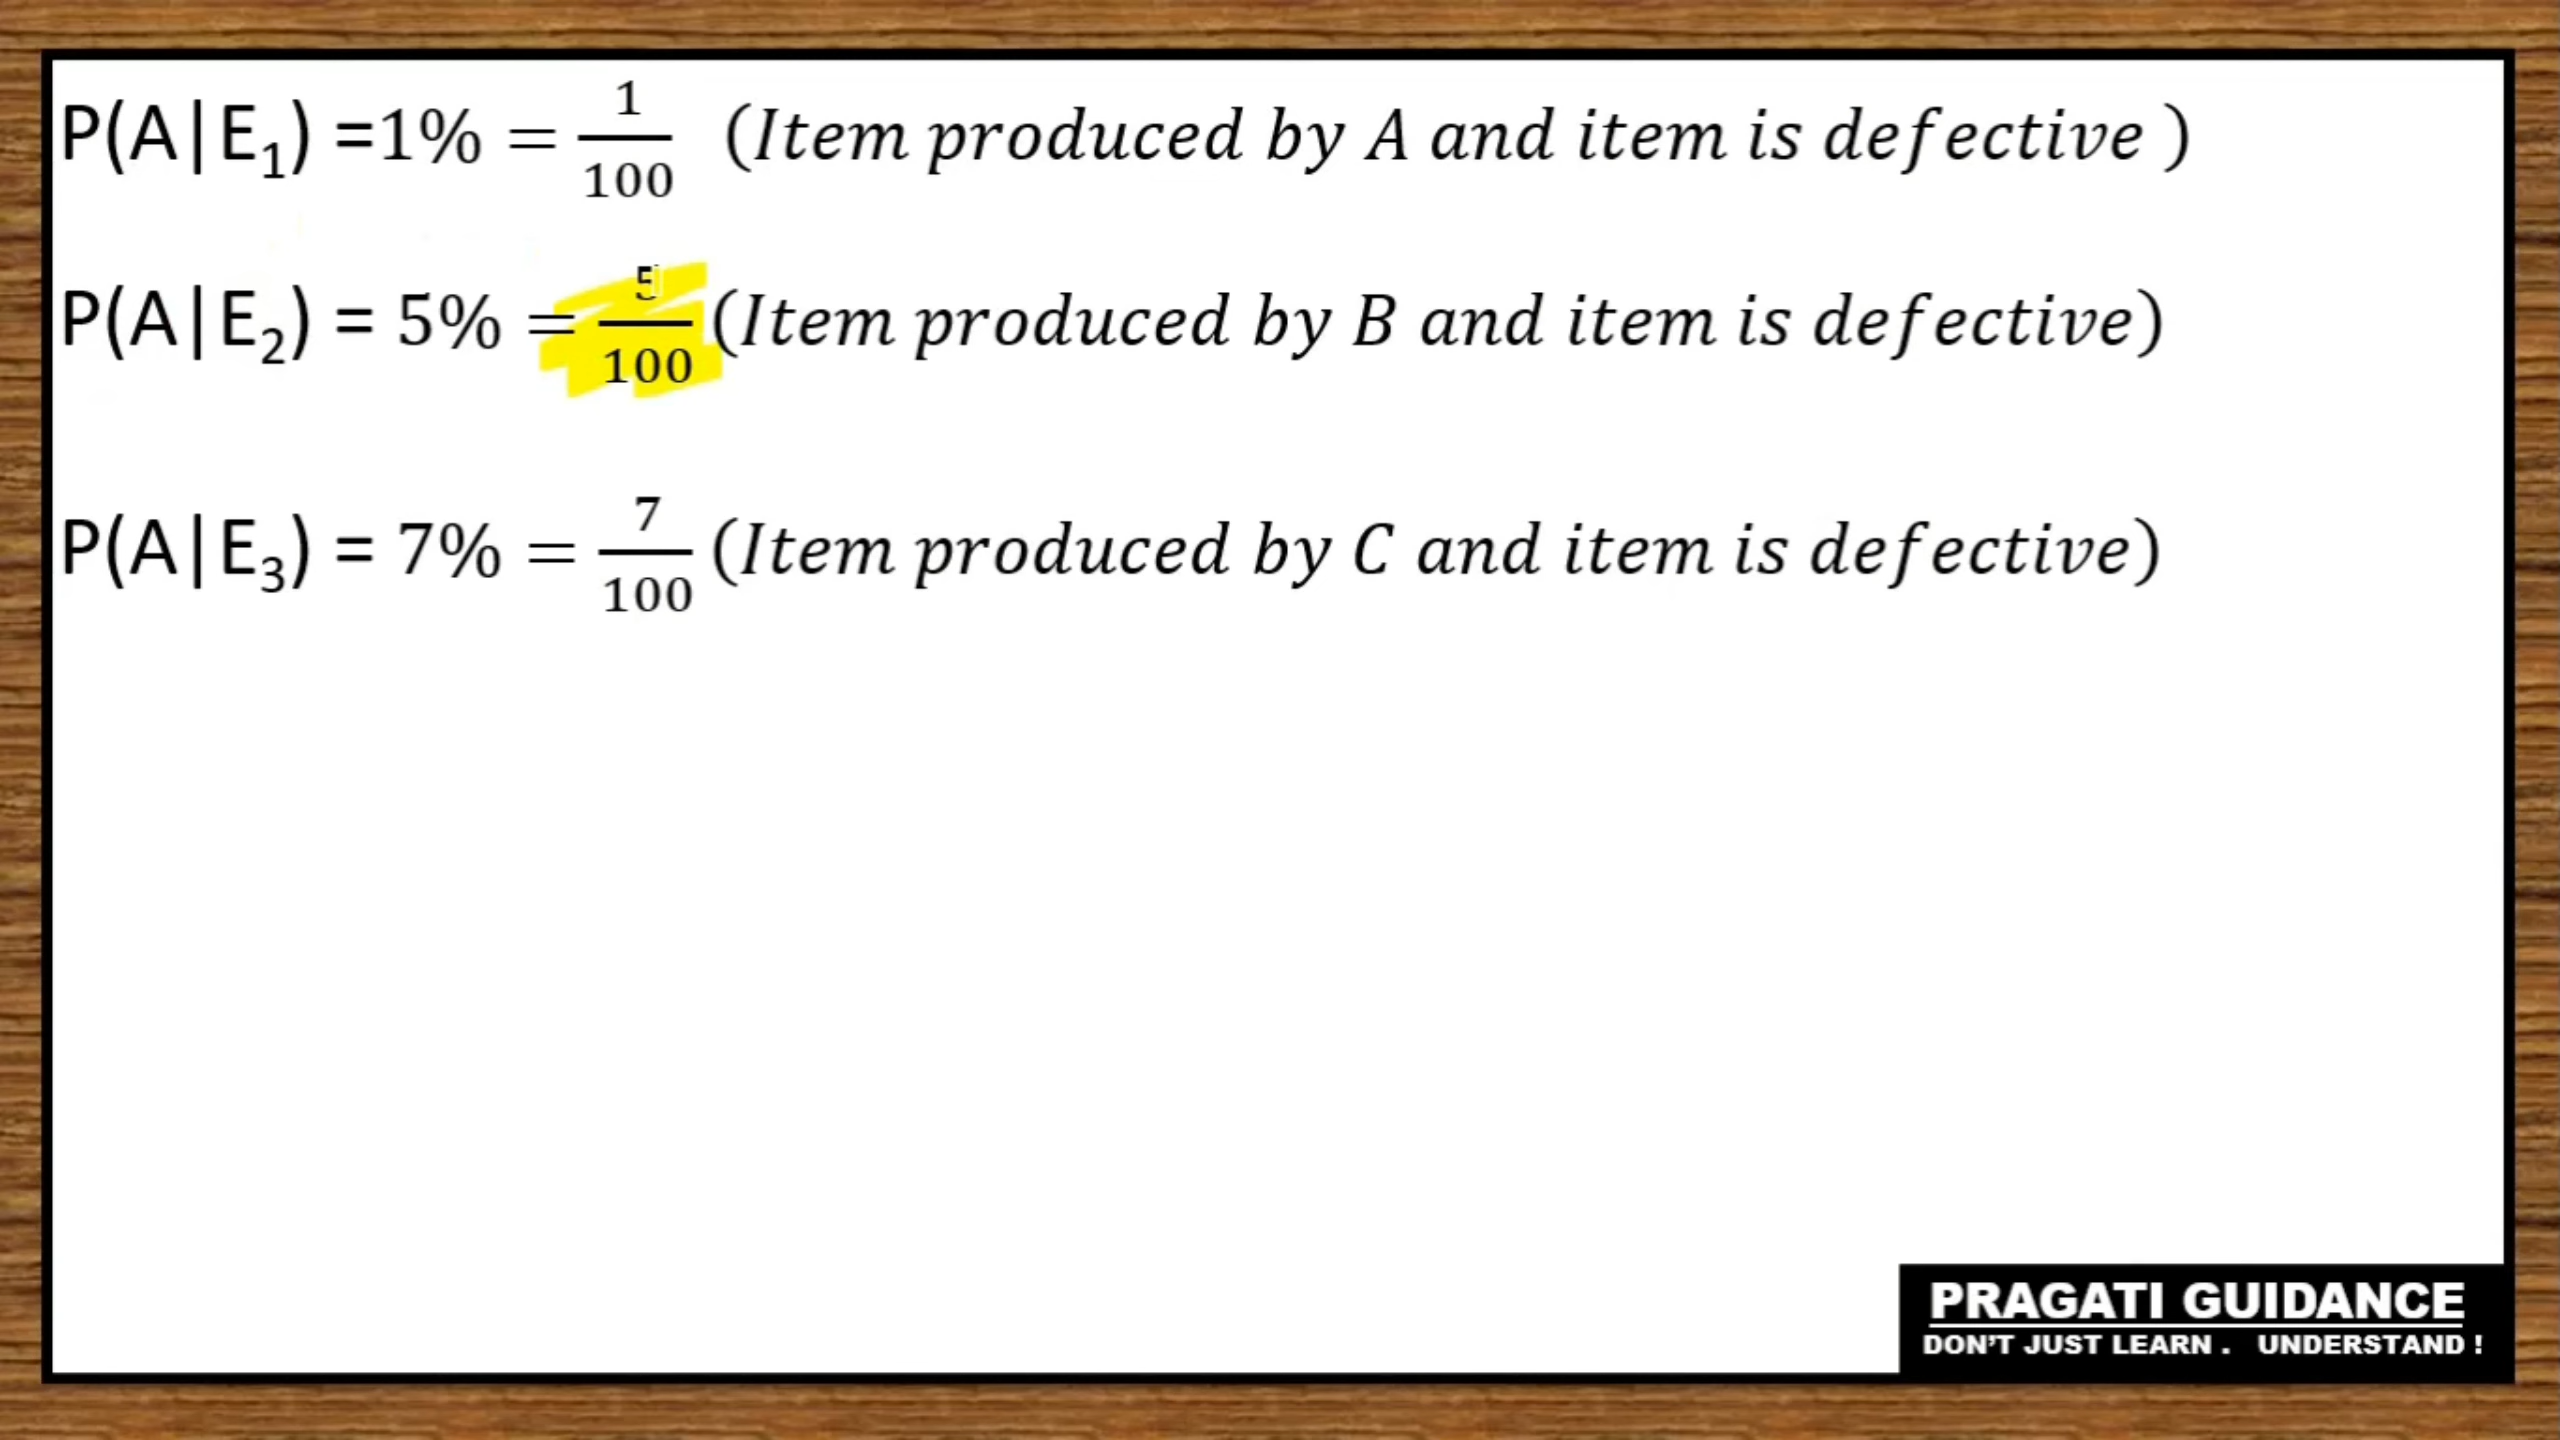 P(A|E₁) =1% = 1/100 (Item produced by A and item is defective )
P(A|E₂) = 5% = 5/100 (Item produced by B and item is defective)
P(A|E₃) = 7% = 7/100 (Item produced by C and item is defective)
PRAGATI GUIDANCE
DON'T JUST LEARN . UNDERSTAND !